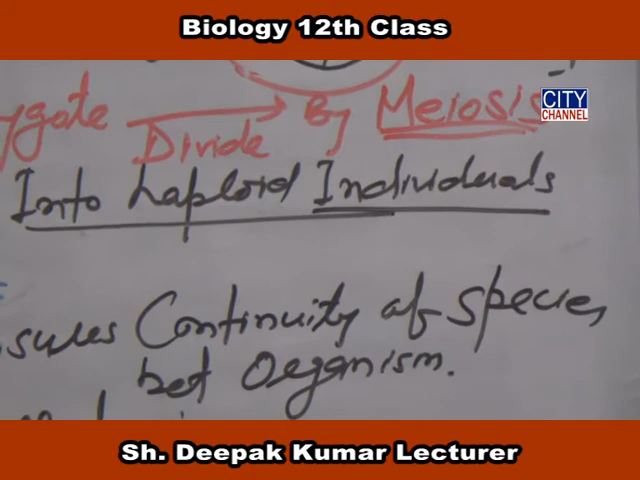 Biology 12th Class
ygate Divide By Meiosis
CITY
CHANNEL
Into haploid Individuals
sures Continuity of Species
bet Organism.
Sh. Deepak Kumar Lecturer